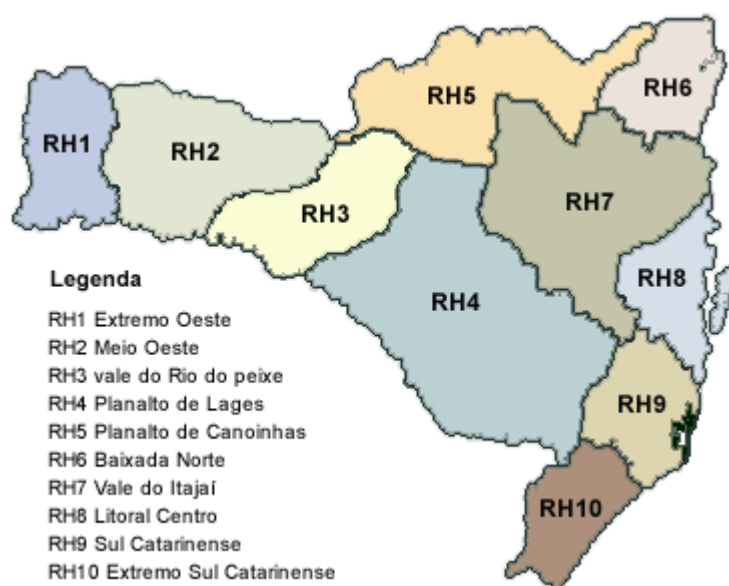 RH5
RH6
RH1
RH2
RH3
RH7
RH8
RH4
RH9
RH10
Legenda
RH1 Extremo Oeste
RH2 Meio Oeste
RH3 vale do Rio do peixe
RH4 Planalto de Lages
RH5 Planalto de Canoinhas
RH6 Baixada Norte
RH7 Vale do Itajaí
RH8 Litoral Centro
RH9 Sul Catarinense
RH10 Extremo Sul Catarinense